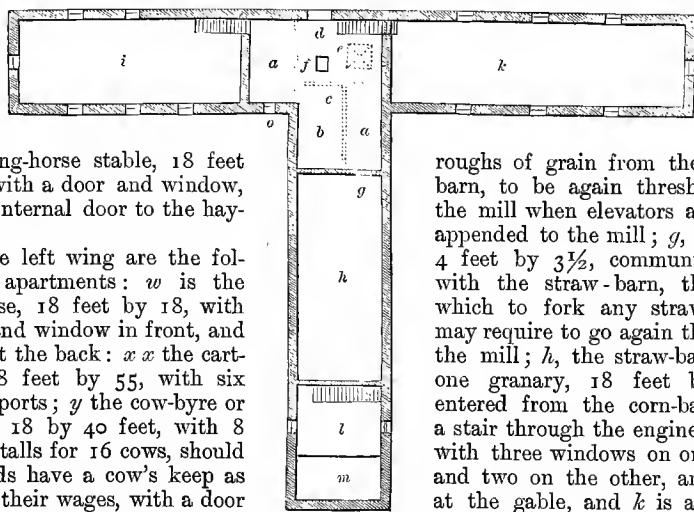 d
i
a
f
e
k
c
b
a
o
g
h
l
m
ng-horse stable, 18 feet
with a door and window,
nternal door to the hay-
e left wing are the fol-
apartments: w is the
se, 18 feet by 18, with
nd window in front, and
t the back: x x the cart-
8 feet by 55, with six
ports; y the cow-byre or
18 by 40 feet, with 8
talls for 16 cows, should
ds have a cow's keep as
their wages, with a door
roughs of grain from the
barn, to be again thresh
the mill when elevators a
appended to the mill; g,
4 feet by 3½, commun
with the straw-barn, th
which to fork any straw
may require to go again th
the mill; h, the straw-ba
one granary, 18 feet b
entered from the corn-ba
a stair through the engine
with three windows on on
and two on the other, an
at the gable, and k is a